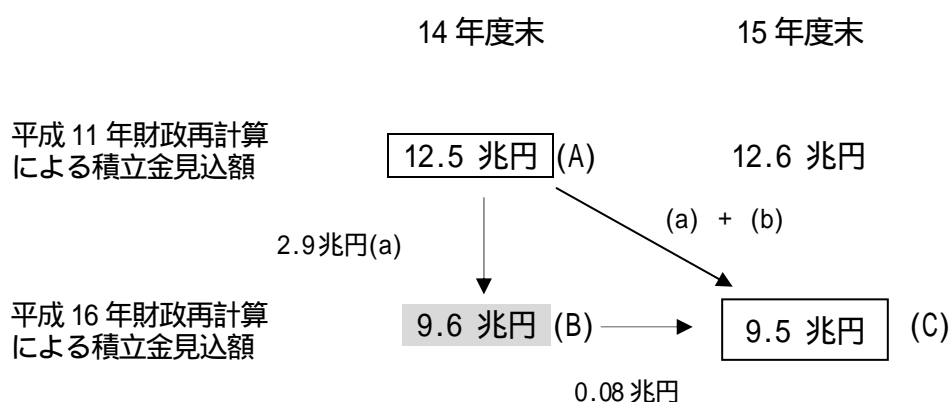 14 年度末 15 年度末
平成 11 年財政再計算
による積立金見込額
12.5 兆円 (A) 12.6 兆円
(a) + (b)
2.9兆円(a)
平成 16 年財政再計算
による積立金見込額
9.6 兆円 (B) 9.5 兆円 (C)
0.08 兆円